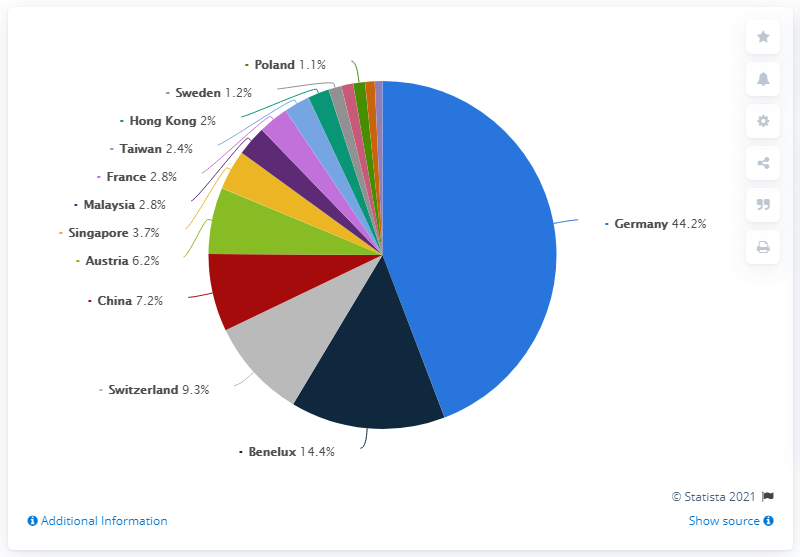 Poland 1.1%
Sweden 1.2%
Hong Kong 2%
Taiwan 2.4%
France 2.8%
Malaysia 2.8%
Singapore 3.7%
Austria 6.2%
China 7.2%
Switzerland 9.3%
Benelux 14.4%
Germany 44.2%
© Statista 2021
Additional Information
Show source